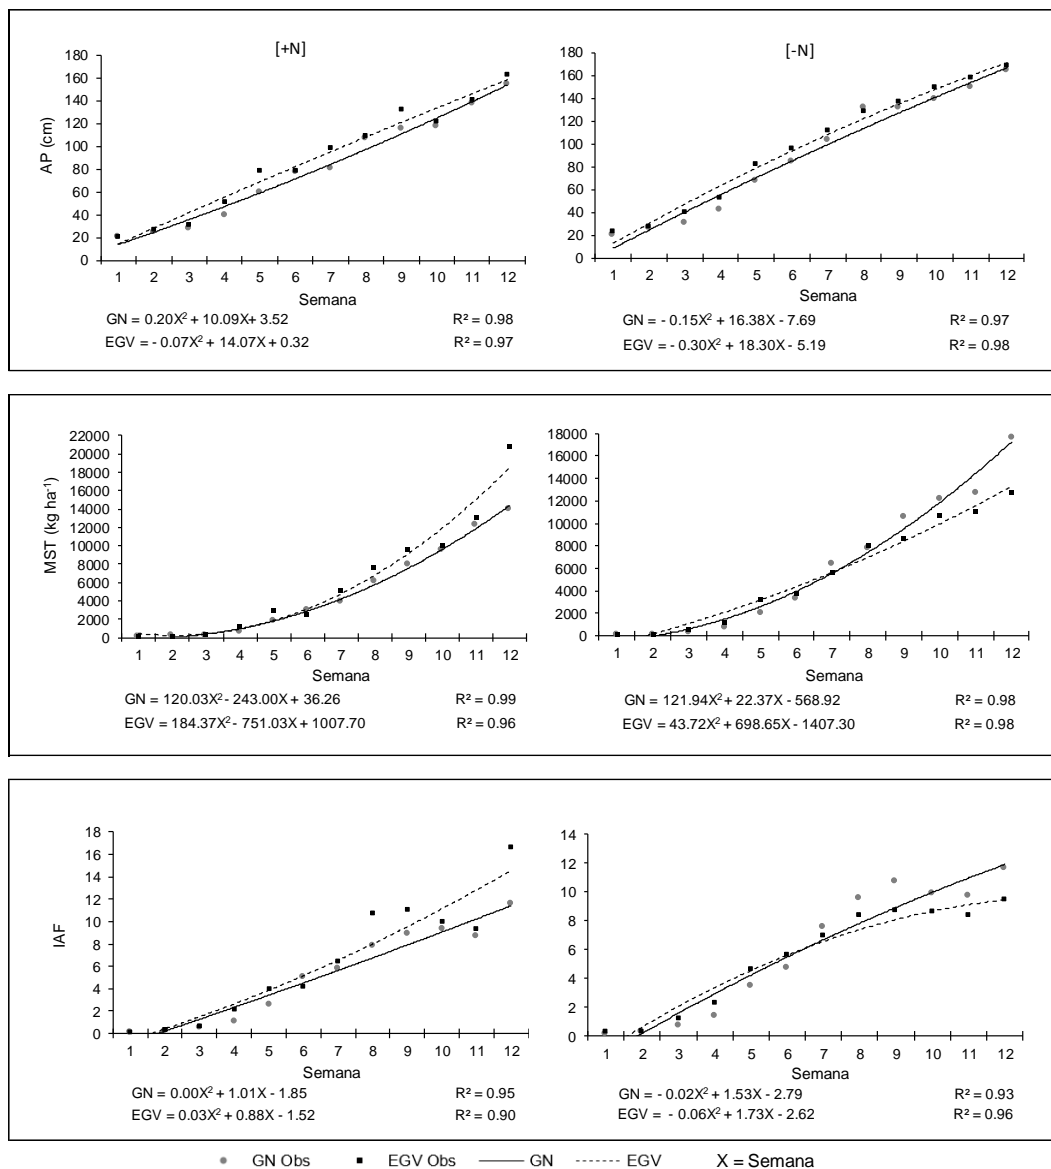 [+N]
[-N]
AP (cm)
180
160
140
120
100
80
60
40
20
0
1 2 3 4 5 6 7 8 9 10 11 12
Semana
180
160
140
120
100
80
60
40
20
0
1 2 3 4 5 6 7 8 9 10 11 12
Semana
GN = 0.20X² + 10.09X+ 3.52 R² = 0.98
EGV = - 0.07X² + 14.07X + 0.32 R² = 0.97
GN = - 0.15X² + 16.38X - 7.69 R² = 0.97
EGV = - 0.30X² + 18.30X - 5.19 R² = 0.98
MST (kg ha⁻¹)
22000
20000
18000
16000
14000
12000
10000
8000
6000
4000
2000
0
1 2 3 4 5 6 7 8 9 10 11 12
Semana
18000
16000
14000
12000
10000
8000
6000
4000
2000
0
1 2 3 4 5 6 7 8 9 10 11 12
Semana
GN = 120.03X² - 243.00X + 36.26 R² = 0.99
EGV = 184.37X² - 751.03X + 1007.70 R² = 0.96
GN = 121.94X² + 22.37X - 568.92 R² = 0.98
EGV = 43.72X² + 698.65X - 1407.30 R² = 0.98
IAF
18
16
14
12
10
8
6
4
2
0
1 2 3 4 5 6 7 8 9 10 11 12
Semana
14
12
10
8
6
4
2
0
1 2 3 4 5 6 7 8 9 10 11 12
Semana
GN = 0.00X² + 1.01X - 1.85 R² = 0.95
EGV = 0.03X² + 0.88X - 1.52 R² = 0.90
GN = - 0.02X² + 1.53X - 2.79 R² = 0.93
EGV = - 0.06X² + 1.73X - 2.62 R² = 0.96
GN Obs EGV Obs GN EGV X = Semana